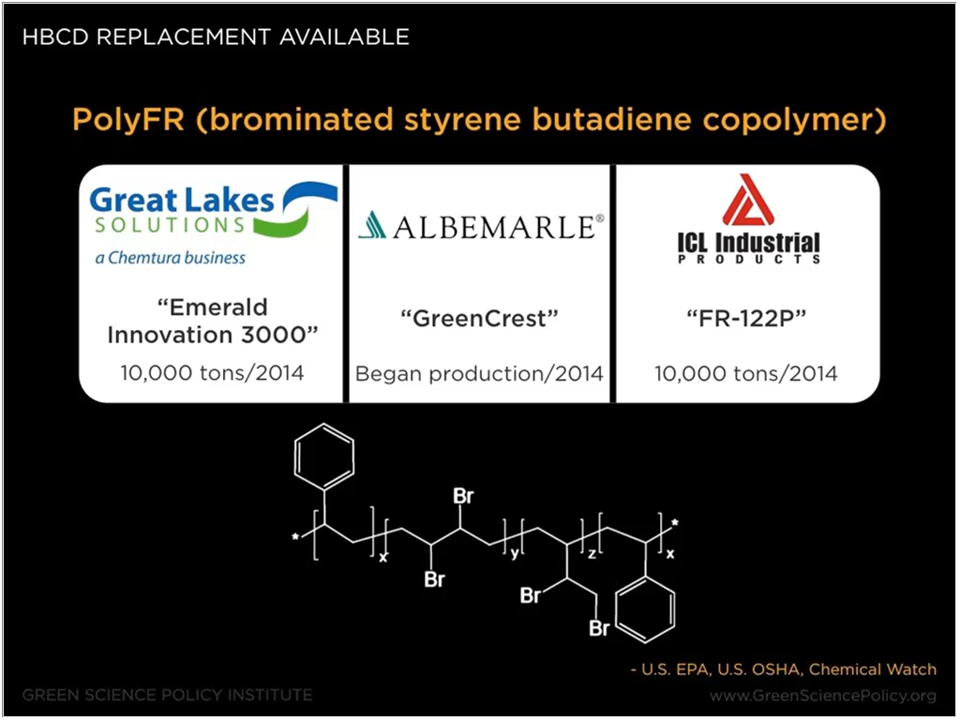 HBCD REPLACEMENT AVAILABLE
PolyFR (brominated styrene butadiene copolymer)
Great Lakes
SOLUTIONS
a Chemtura business
“Emerald
Innovation 3000”
10,000 tons/2014
ALBEMARLE®
“GreenCrest”
Began production/2014
ICL Industrial
PRODUCTS
“FR-122P”
10,000 tons/2014
Br
* x y z x *
Br
Br
Br
- U.S. EPA, U.S. OSHA, Chemical Watch
GREEN SCIENCE POLICY INSTITUTE
www.GreenSciencePolicy.org